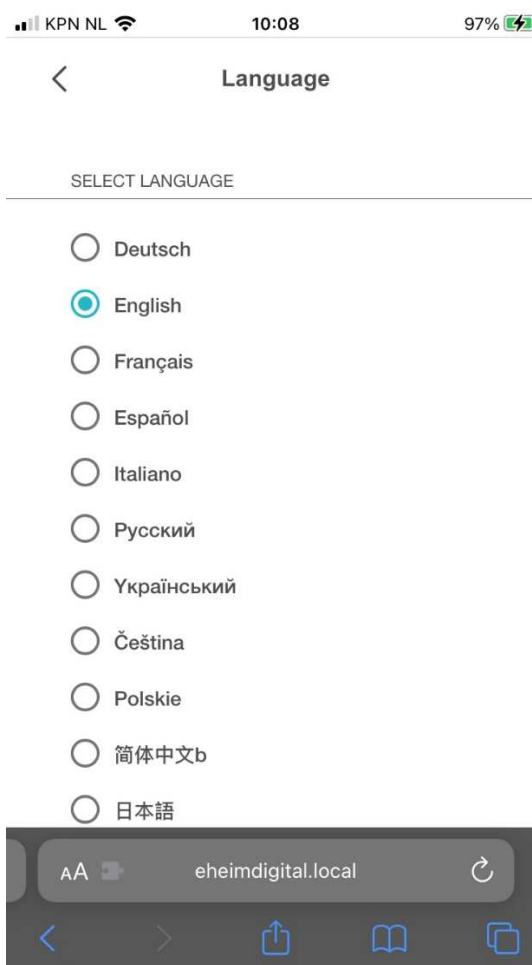 KPN NL 10:08 97%
Language
SELECT LANGUAGE
Deutsch
English
Français
Español
Italiano
Русский
Yкраїнський
Čeština
Polskie
简体中文b
日本語
AA eheimdigital.local